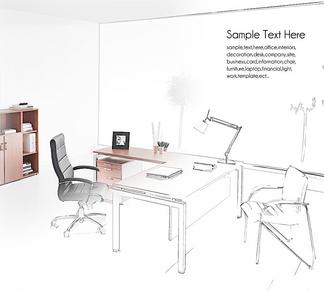 Sample Text Here
sample,text,here,office,interiors,
decoration,desk,company,site,
business,card,information,chair,
furniture,laptop,financial,light,
work,template,ect..